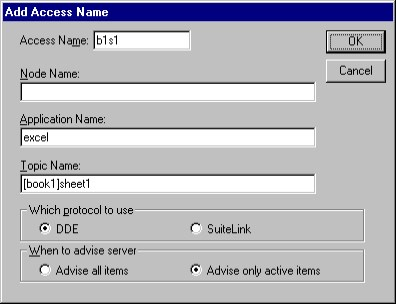 Add Access Name
Access Name: b1s1
OK
Cancel
Node Name:
Application Name:
excel
Topic Name:
[book1]sheet1
Which protocol to use
DDE SuiteLink
When to advise server
Advise all items Advise only active items